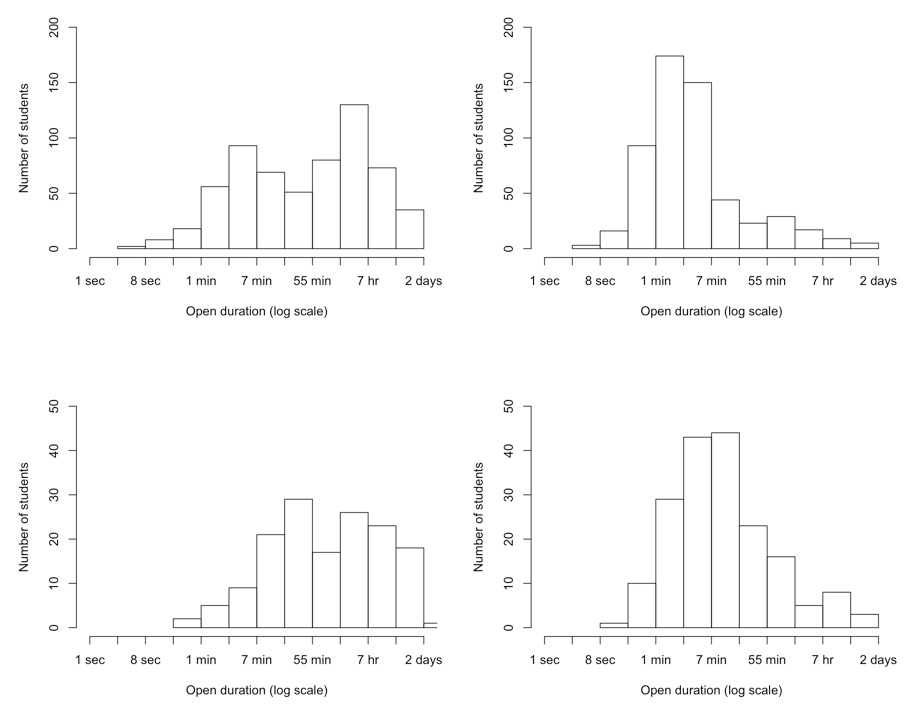 Number of students
200
150
100
50
0
1 sec 8 sec 1 min 7 min 55 min 7 hr 2 days
Open duration (log scale)
Number of students
200
150
100
50
0
1 sec 8 sec 1 min 7 min 55 min 7 hr 2 days
Open duration (log scale)
Number of students
50
40
30
20
10
0
1 sec 8 sec 1 min 7 min 55 min 7 hr 2 days
Open duration (log scale)
Number of students
50
40
30
20
10
0
1 sec 8 sec 1 min 7 min 55 min 7 hr 2 days
Open duration (log scale)